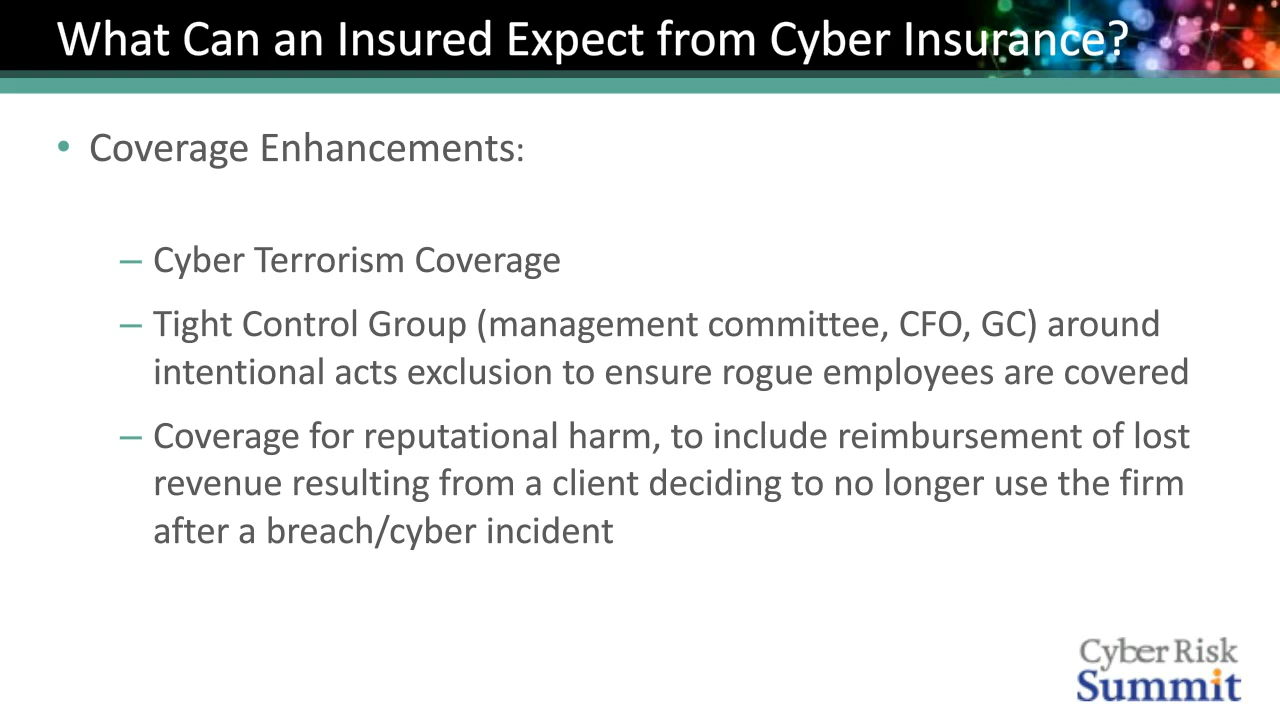 What Can an Insured Expect from Cyber Insurance?
• Coverage Enhancements:
– Cyber Terrorism Coverage
– Tight Control Group (management committee, CFO, GC) around
intentional acts exclusion to ensure rogue employees are covered
– Coverage for reputational harm, to include reimbursement of lost
revenue resulting from a client deciding to no longer use the firm
after a breach/cyber incident
Cyber Risk
Summit